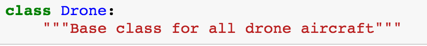 class Drone:
    """Base class for all drone aircraft"""